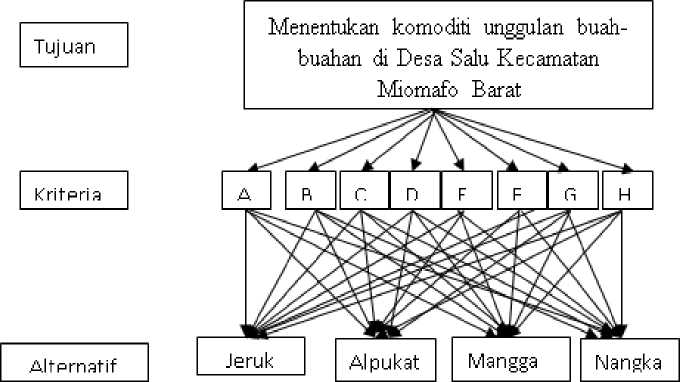 Tujuan
Menentukan komoditi unggulan buah-
buahan di Desa Salu Kecamatan
Miomafo Barat
Kriteria
A B C D E F G H
Alternatif
Jeruk Alpukat Mangga Nangka